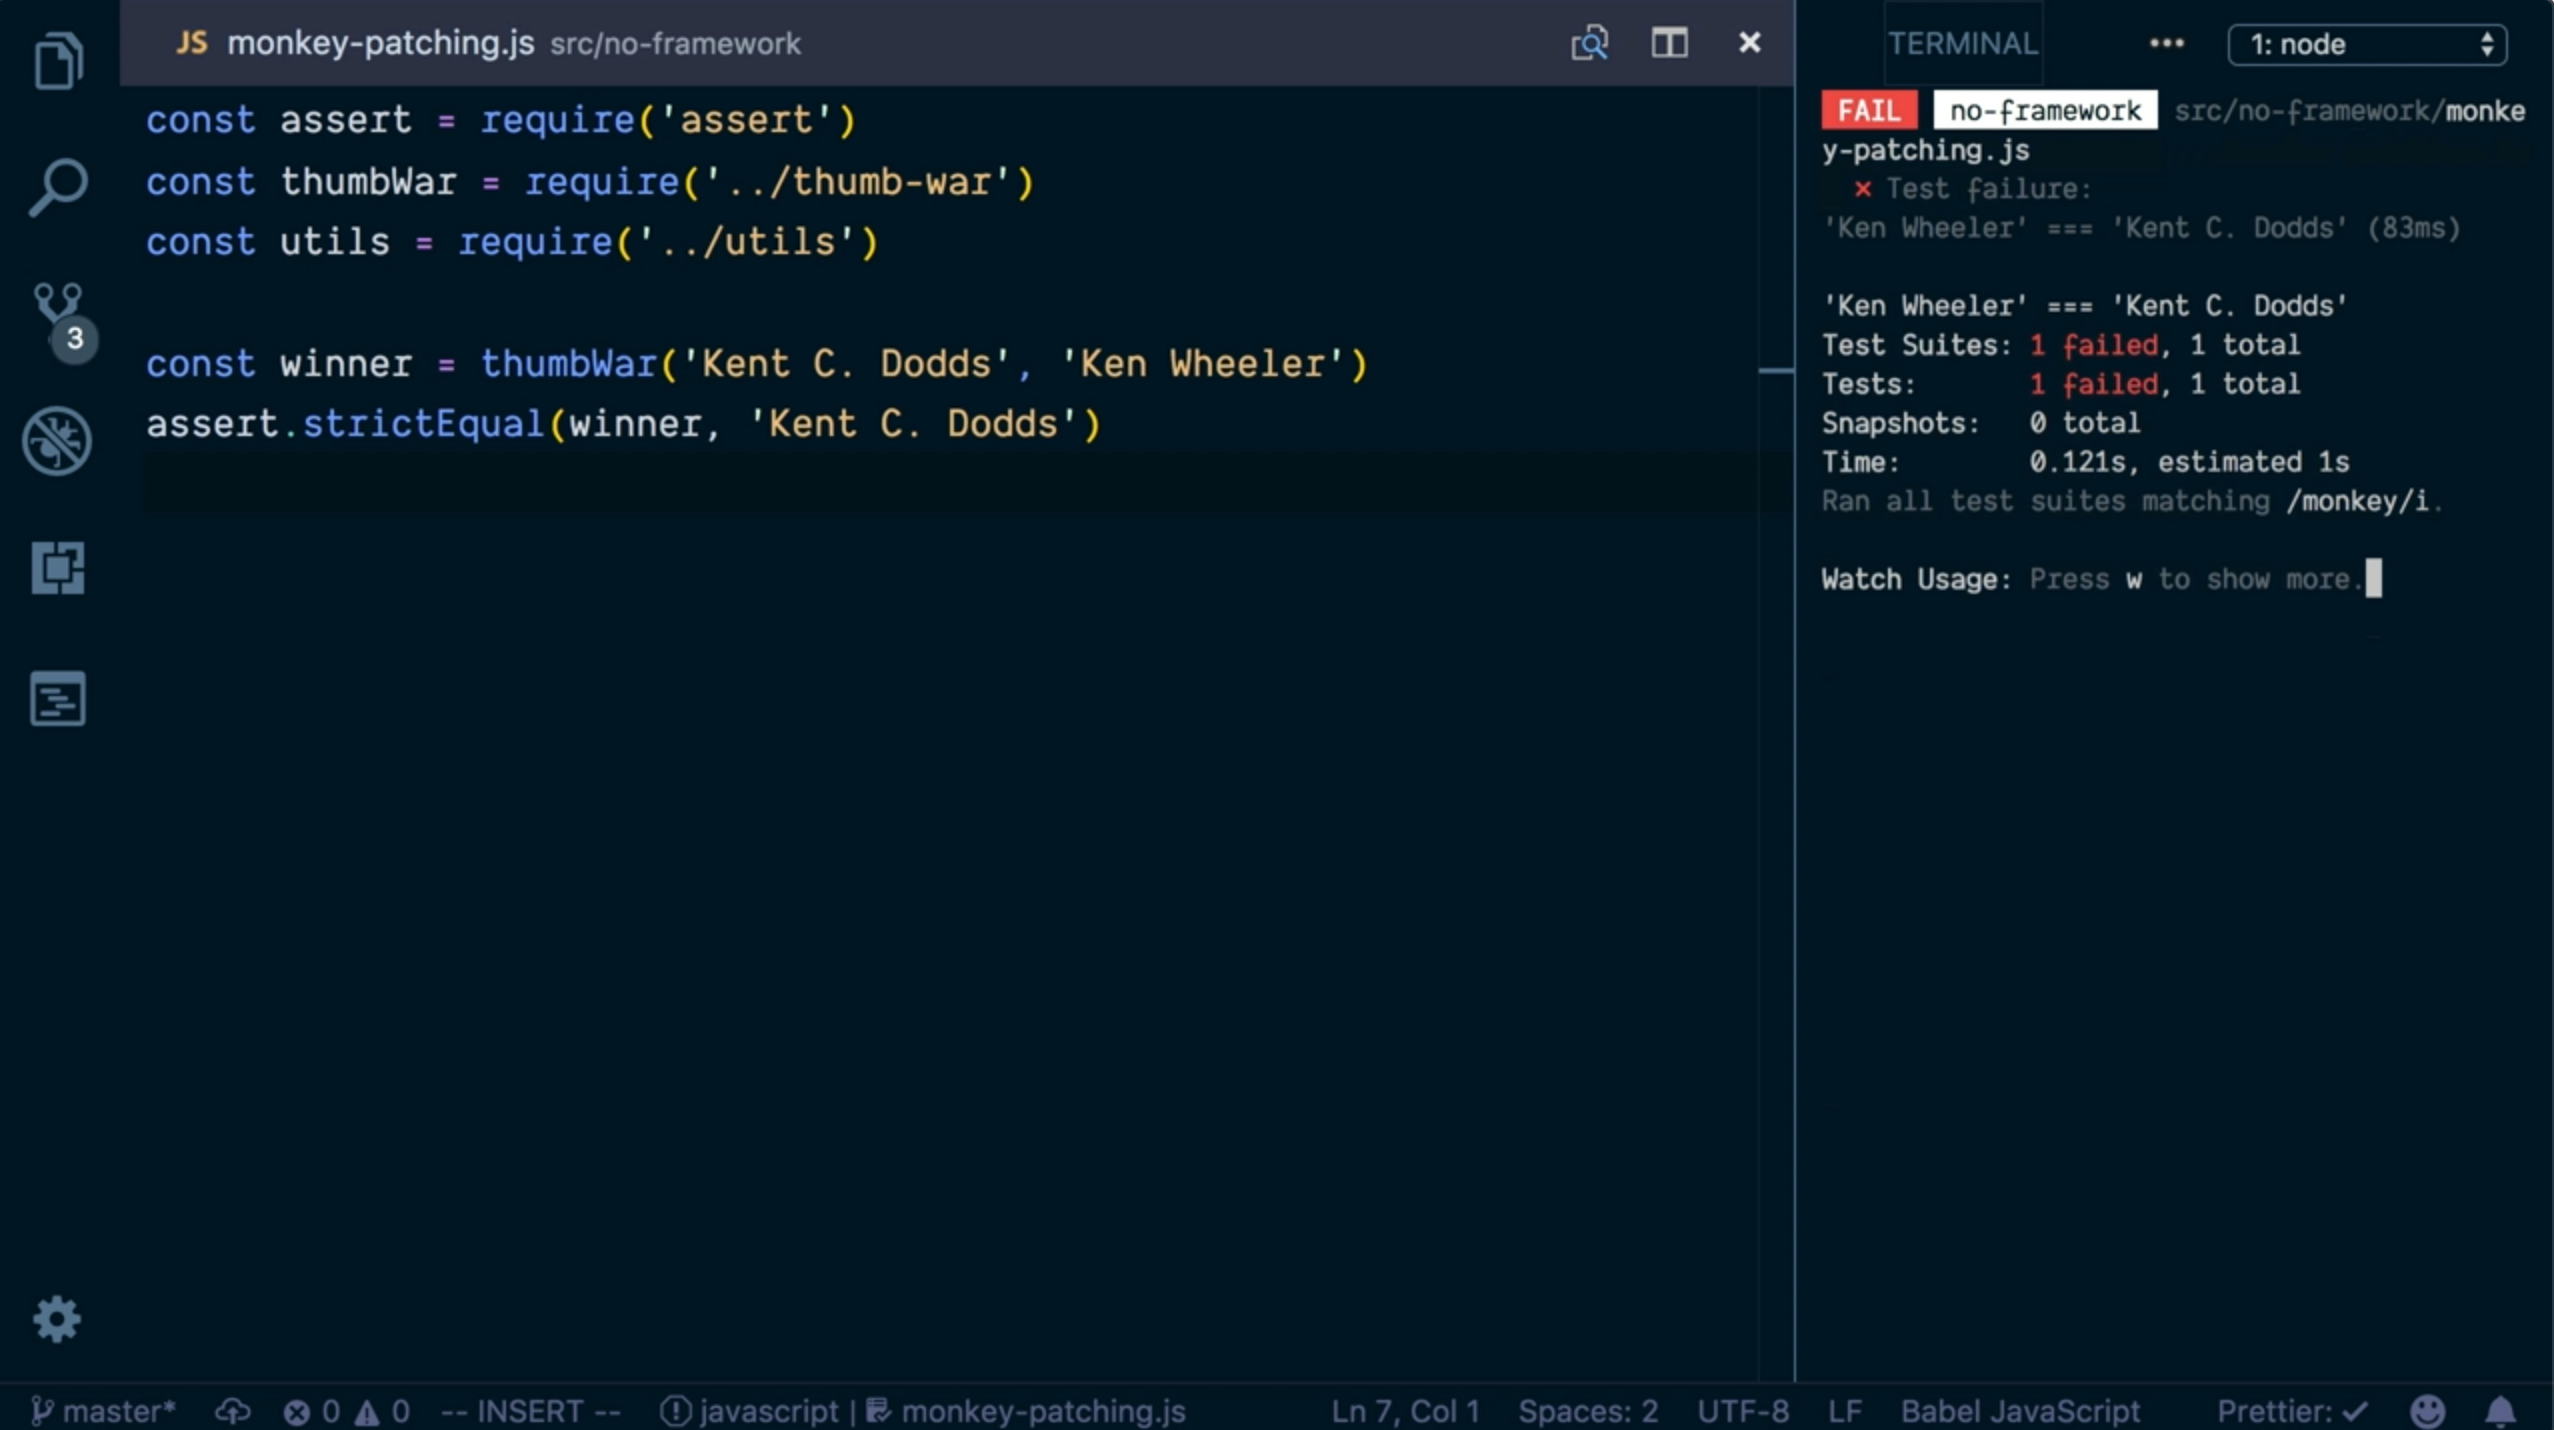 JS monkey-patching.js src/no-framework
const assert = require('assert')
const thumbWar = require('../thumb-war')
const utils = require('../utils')
const winner = thumbWar('Kent C. Dodds', 'Ken Wheeler')
assert.strictEqual(winner, 'Kent C. Dodds')
3
TERMINAL ••• 1: node
FAIL no-framework src/no-framework/monke
y-patching.js
× Test failure:
'Ken Wheeler' === 'Kent C. Dodds' (83ms)
'Ken Wheeler' === 'Kent C. Dodds'
Test Suites: 1 failed, 1 total
Tests: 1 failed, 1 total
Snapshots: 0 total
Time: 0.121s, estimated 1s
Ran all test suites matching /monkey/i.
Watch Usage: Press w to show more.
master* 0 0 -- INSERT -- javascript | monkey-patching.js Ln 7, Col 1 Spaces: 2 UTF-8 LF Babel JavaScript Prettier: ✓